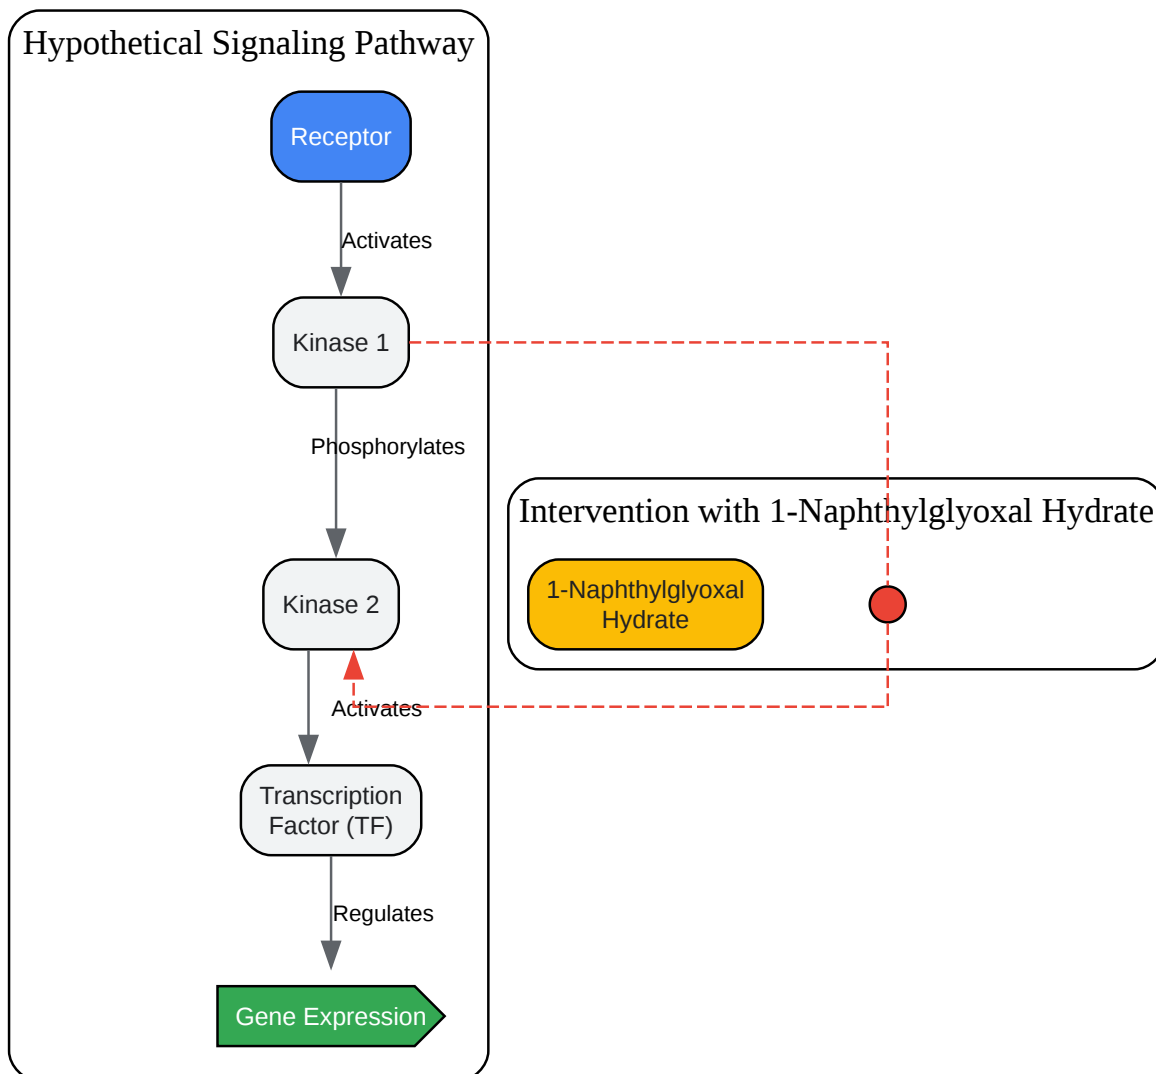 Hypothetical Signaling Pathway
Receptor
Activates
Kinase 1
Phosphorylates
Intervention with 1-Naphthylglyoxal Hydrate
1-Naphthylglyoxal
Hydrate
Kinase 2
Activates
Transcription
Factor (TF)
Regulates
Gene Expression